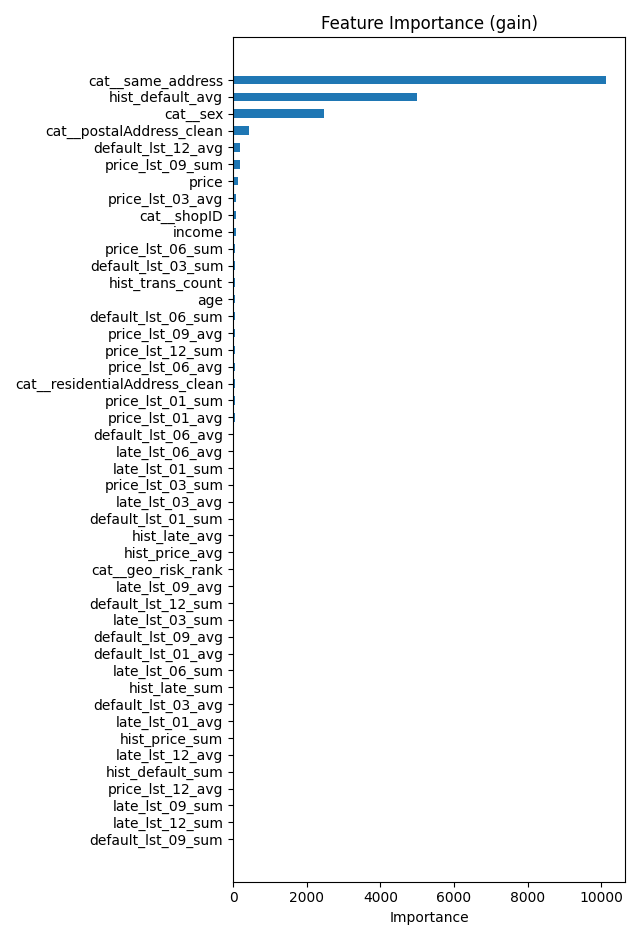 Feature Importance (gain)
cat__same_address
hist_default_avg
cat__sex
cat__postalAddress_clean
default_lst_12_avg
price_lst_09_sum
price
price_lst_03_avg
cat__shopID
income
price_lst_06_sum
default_lst_03_sum
hist_trans_count
age
default_lst_06_sum
price_lst_09_avg
price_lst_12_sum
price_lst_06_avg
cat__residentialAddress_clean
price_lst_01_sum
price_lst_01_avg
default_lst_06_avg
late_lst_06_avg
late_lst_01_sum
price_lst_03_sum
late_lst_03_avg
default_lst_01_sum
hist_late_avg
hist_price_avg
cat__geo_risk_rank
late_lst_09_avg
default_lst_12_sum
late_lst_03_sum
default_lst_09_avg
default_lst_01_avg
late_lst_06_sum
hist_late_sum
default_lst_03_avg
late_lst_01_avg
hist_price_sum
late_lst_12_avg
hist_default_sum
price_lst_12_avg
late_lst_09_sum
late_lst_12_sum
default_lst_09_sum
0 2000 4000 6000 8000 10000
Importance